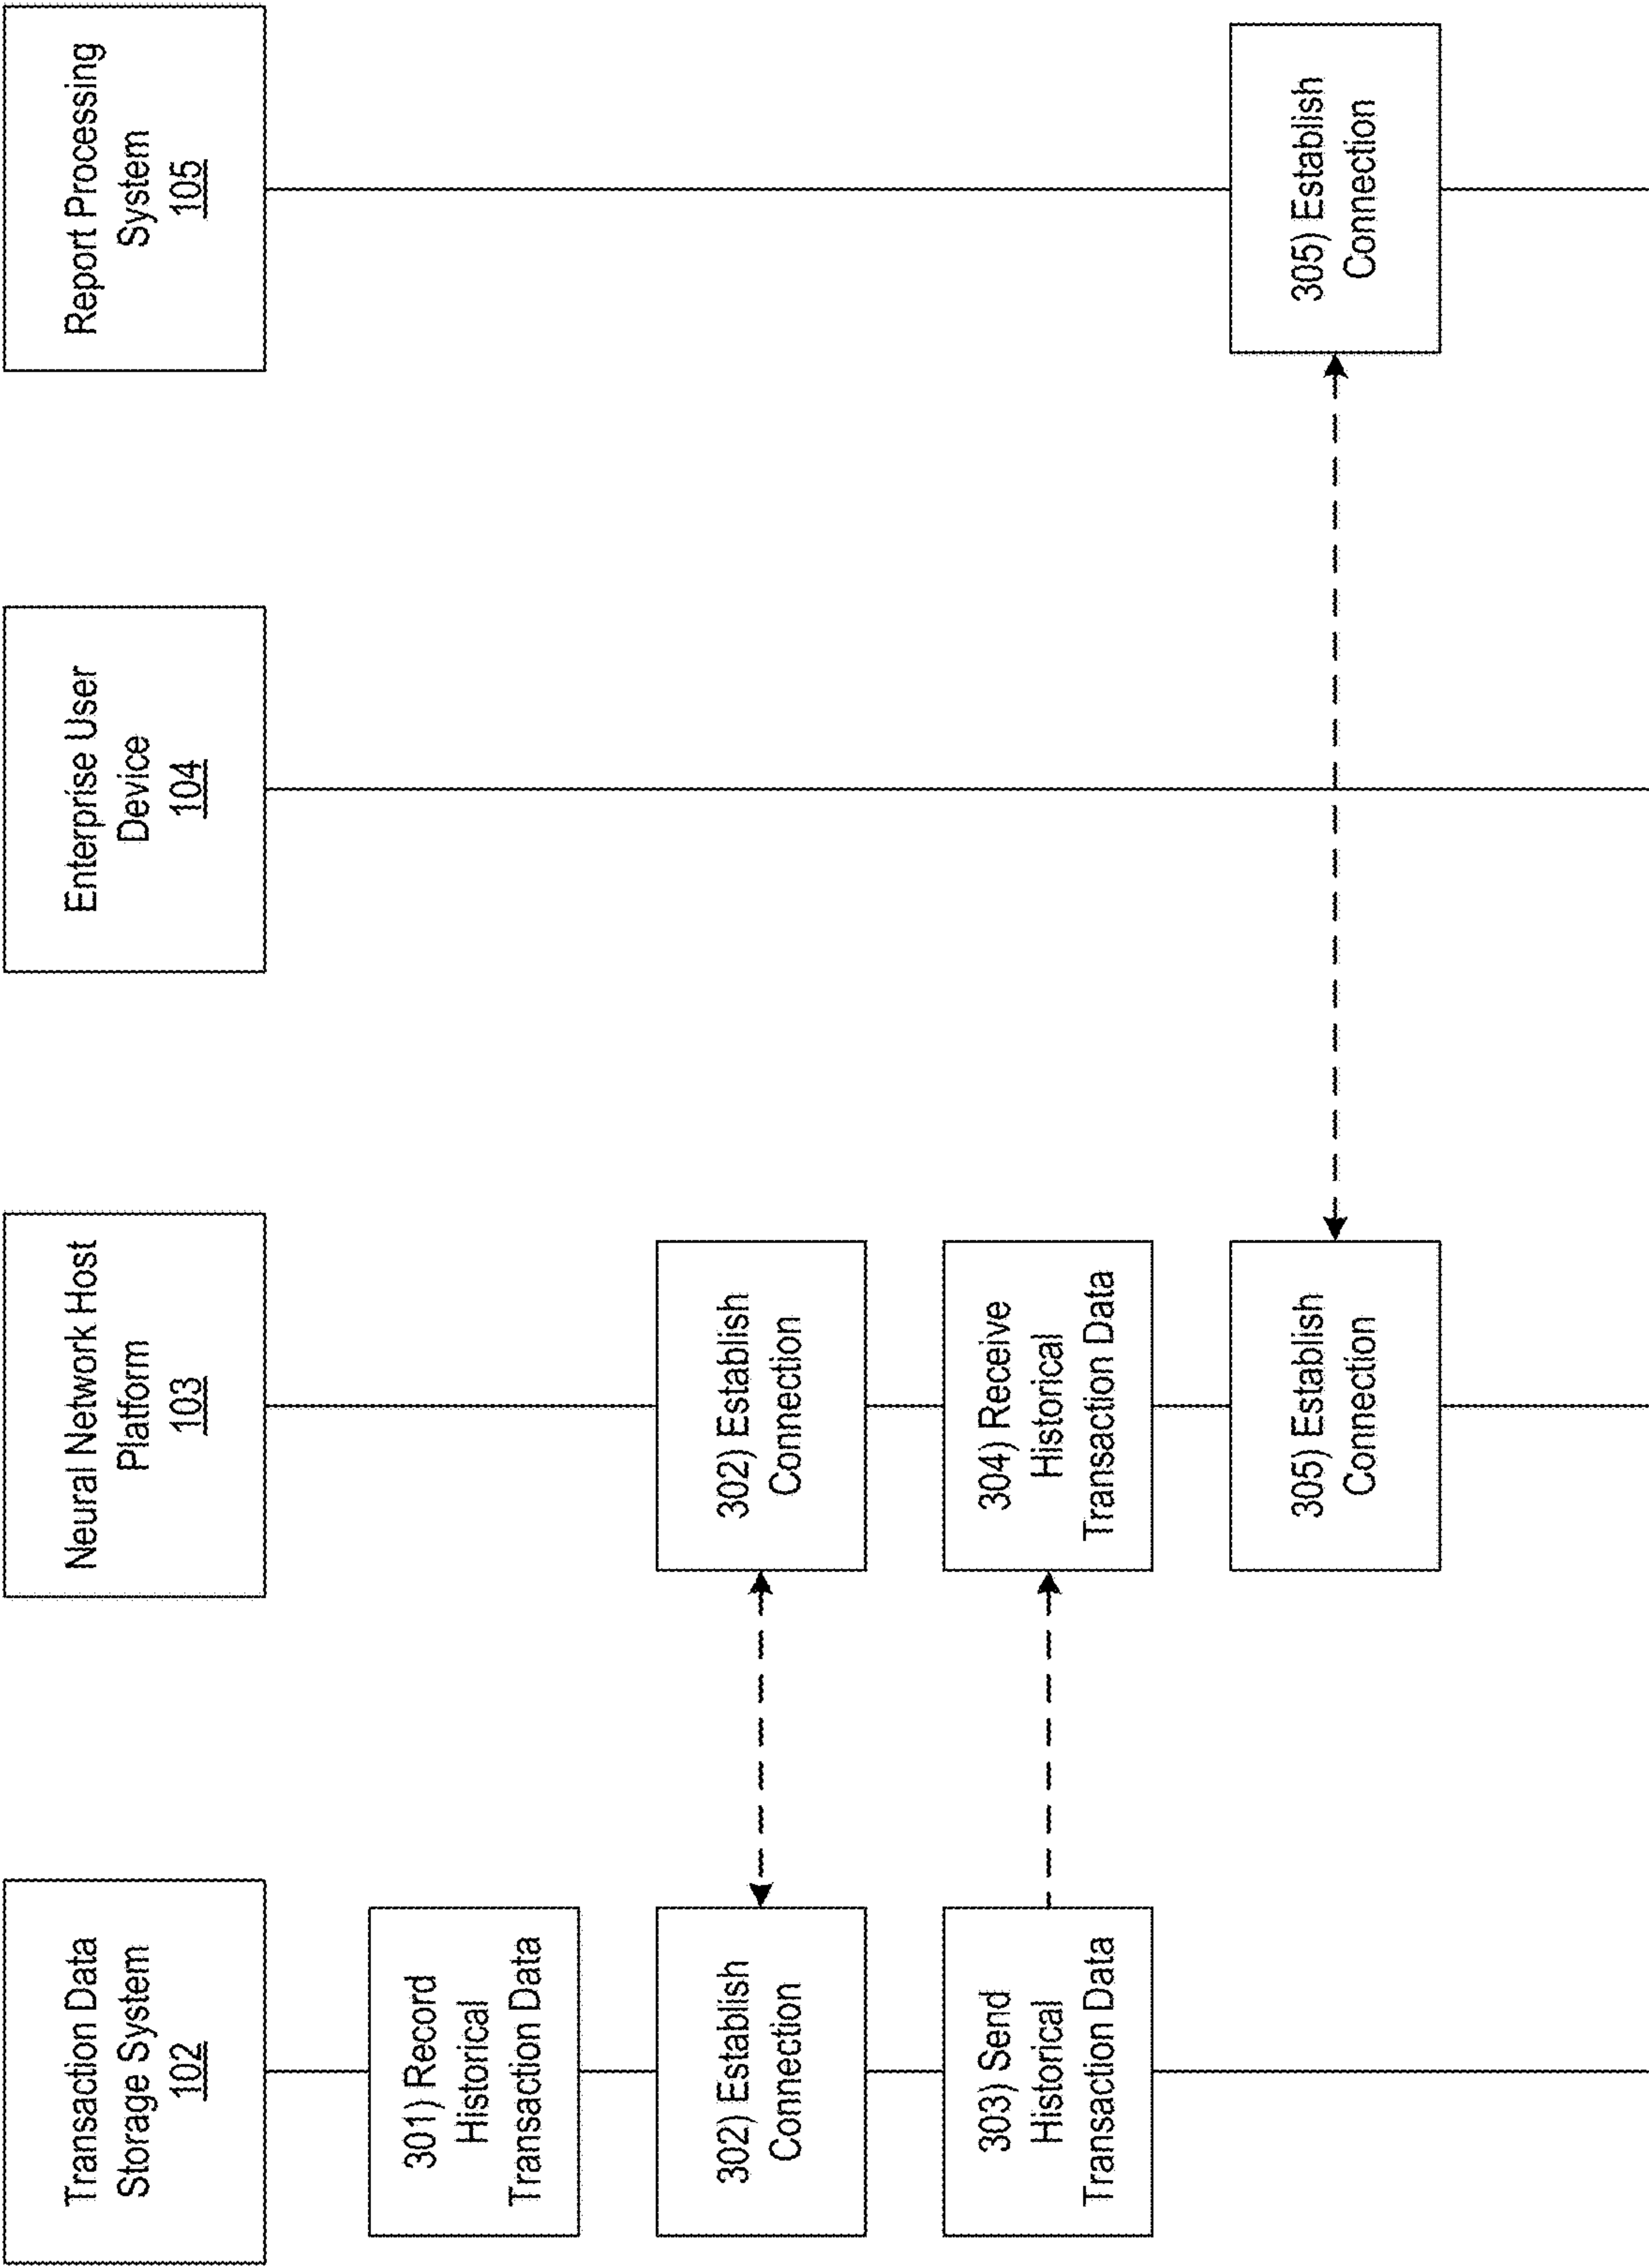 Transaction Data
Storage System
102
Neural Network Host
Platform
103
Enterprise User
Device
104
Report Processing
System
105
301) Record
Historical
Transaction Data
302) Establish
Connection
302) Establish
Connection
303) Send
Historical
Transaction Data
304) Receive
Historical
Transaction Data
305) Establish
Connection
305) Establish
Connection